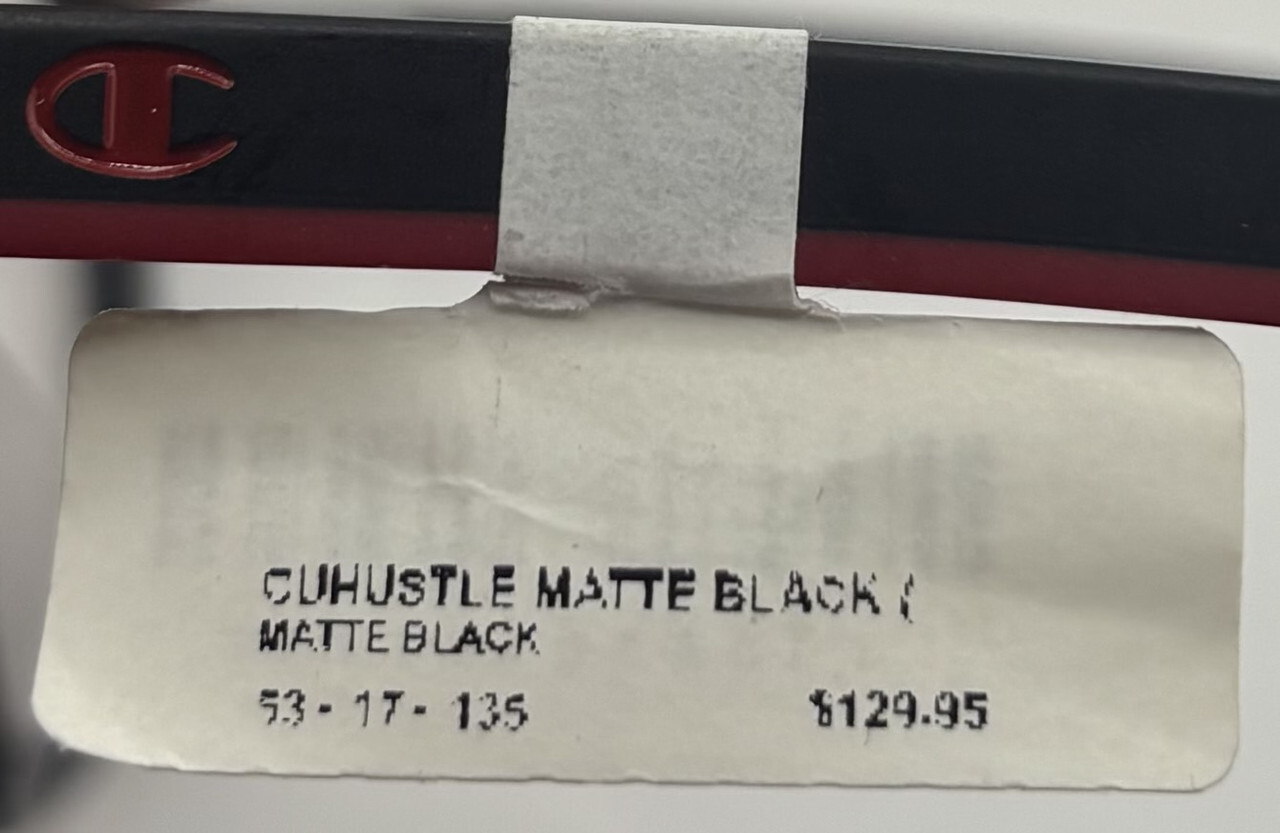 CUHUSTLE MATTE BLACK (
MATTE BLACK
53 - 17 - 135
$129.95